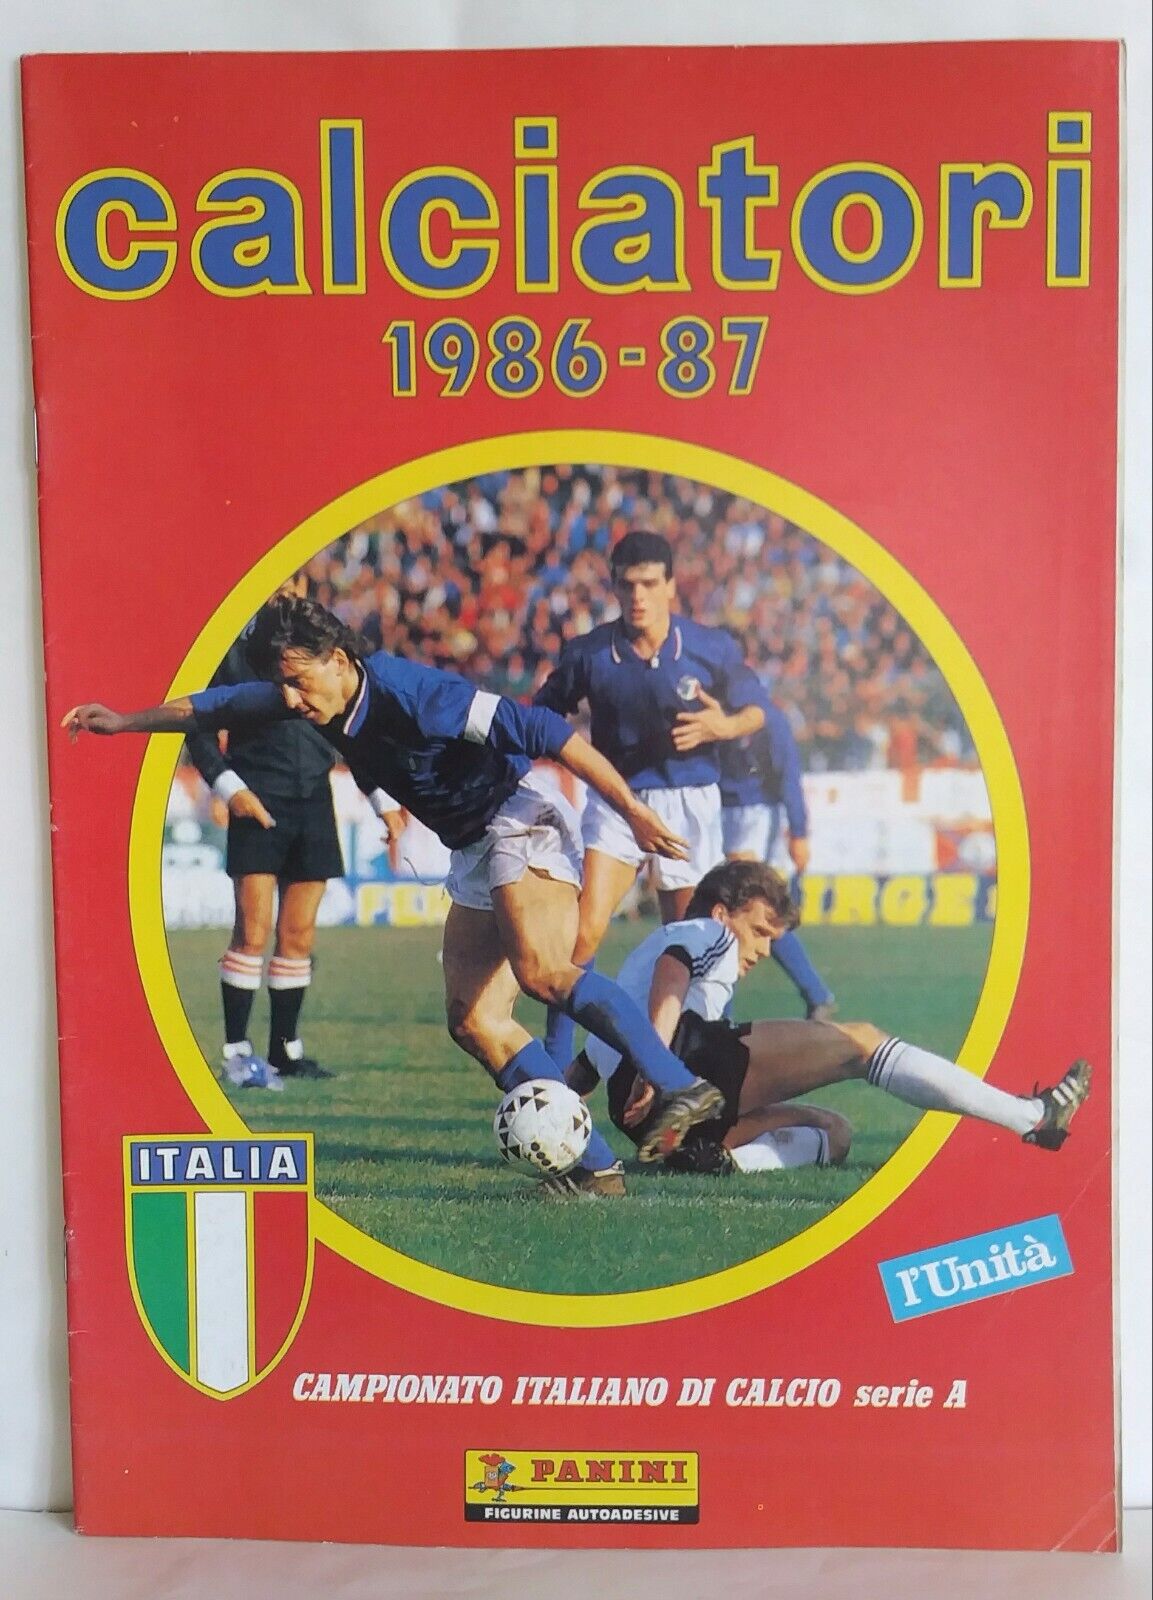 calciatori
1986-87
ITALIA
l'Unità
CAMPIONATO ITALIANO DI CALCIO serie A
PANINI
FIGURINE AUTOADESIVE